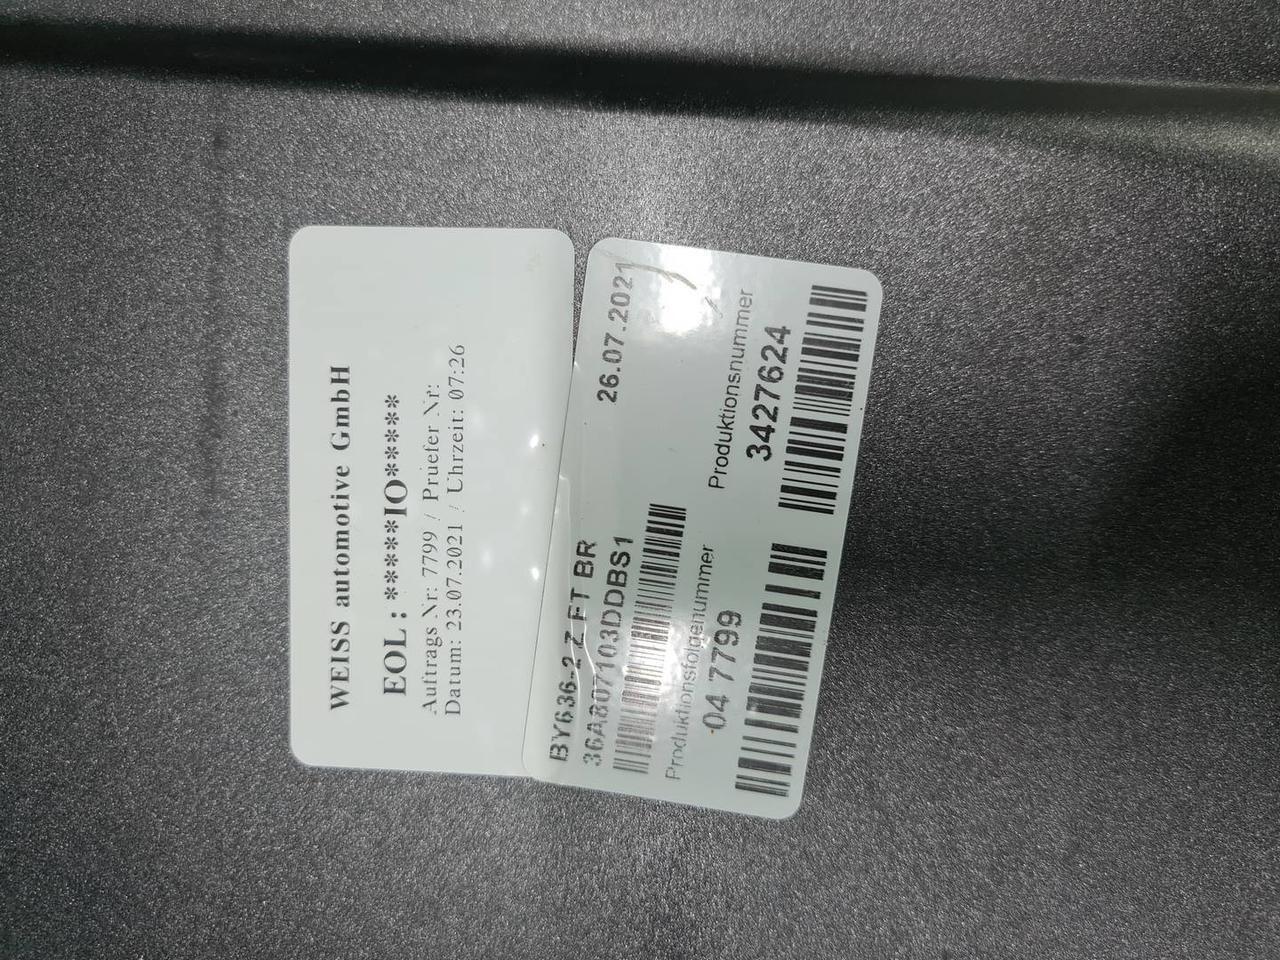 WEISS automotive GmbH
EOL : *****IO*****
Auftrags Nr: 7799 / Pruefer Nr:
Datum: 23.07.2021 / Uhrzeit: 07:26
BY636-2 Z FT BR
26.07.2021
36A807103DDBS1
Produktionsfolgenummer
04 7799
Produktionsnummer
3427624